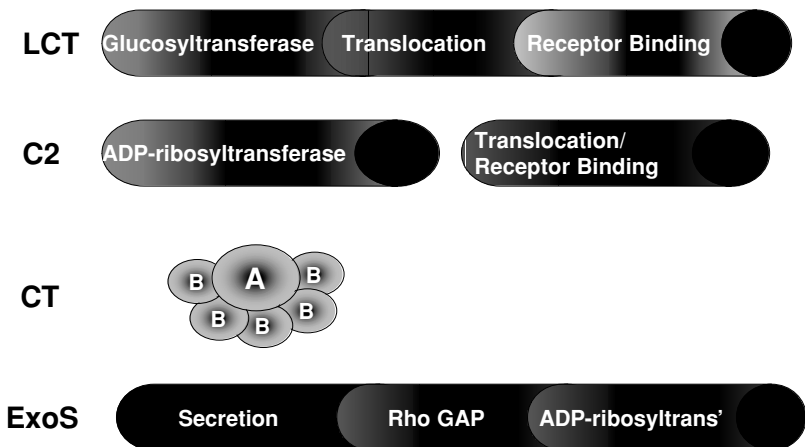 LCT
Glucosyltransferase
Translocation
Receptor Binding
C2
ADP-ribosyltransferase
Translocation/
Receptor Binding
CT
B
A
B
B
B
B
ExoS
Secretion
Rho GAP
ADP-ribosyltrans’